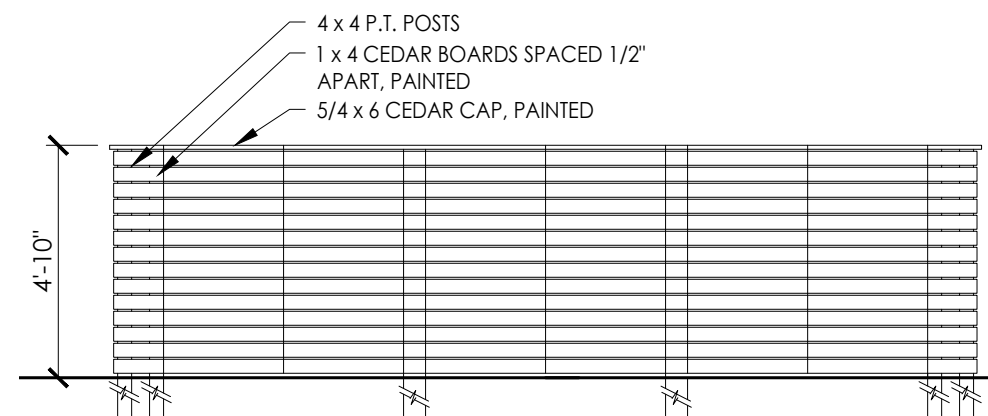 4 x 4 P.T. POSTS
1 x 4 CEDAR BOARDS SPACED 1/2"
APART, PAINTED
5/4 x 6 CEDAR CAP, PAINTED
4'-10"